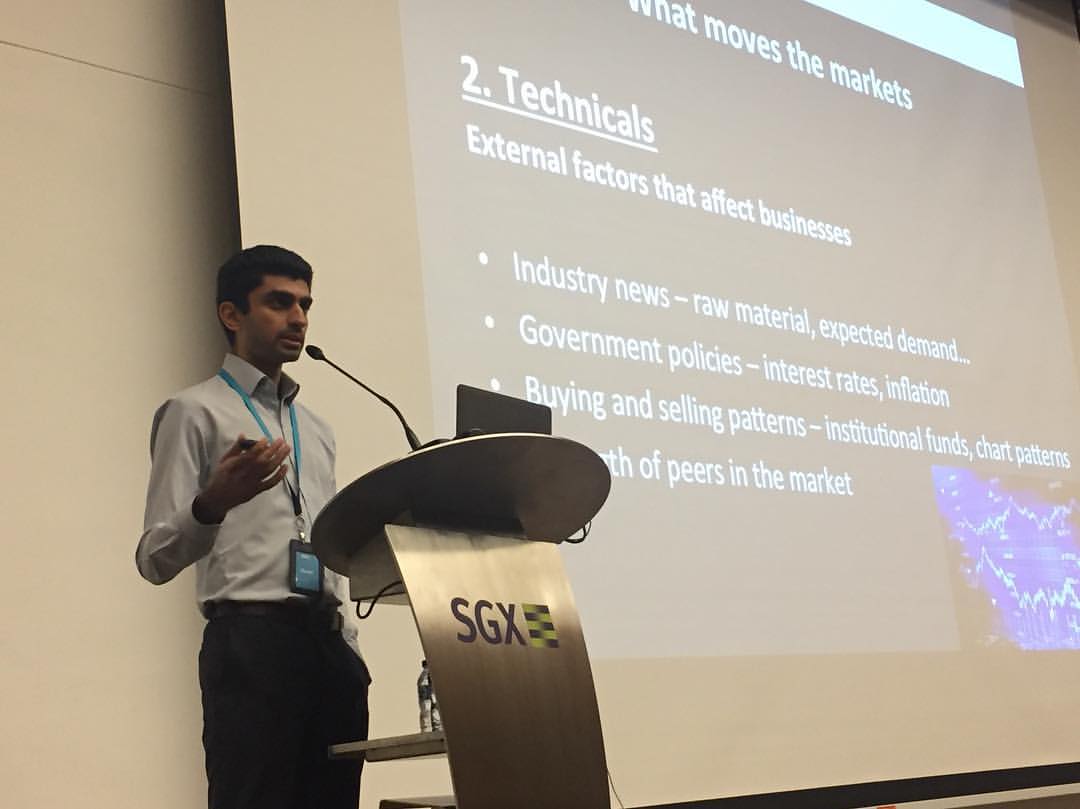 What moves the markets
2. Technicals
External factors that affect businesses
• Industry news – raw material, expected demand...
• Government policies – interest rates, inflation
• Buying and selling patterns – institutional funds, chart patterns
of peers in the market
SGX